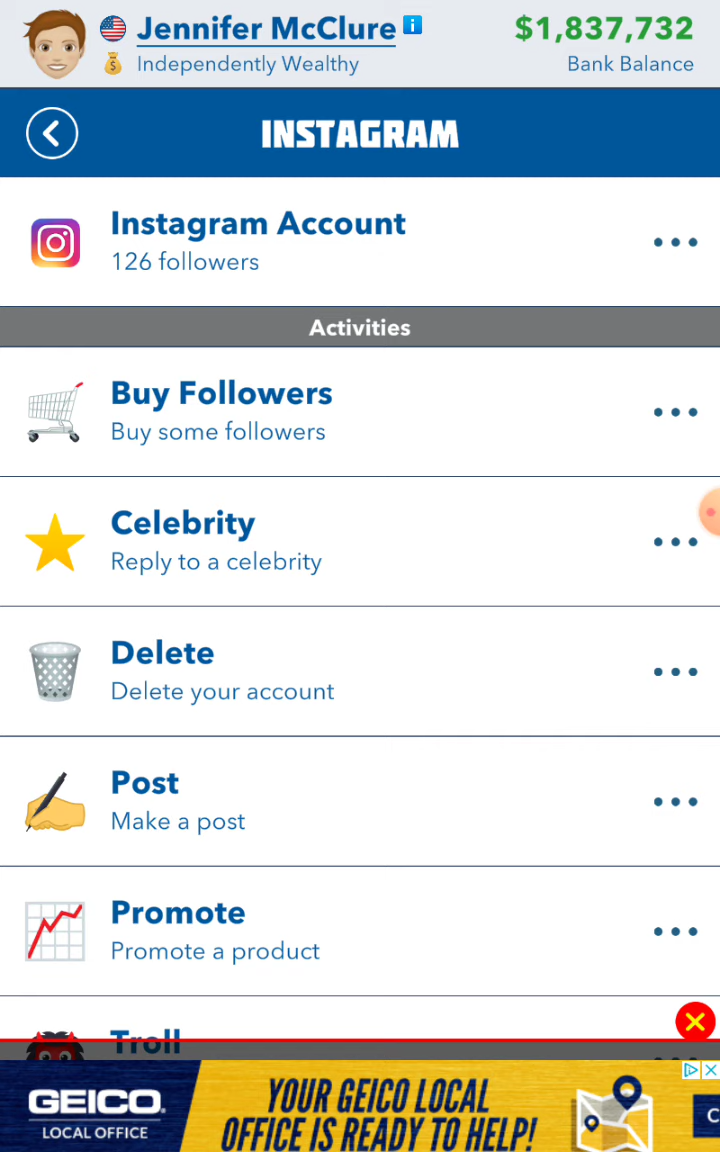 Jennifer McClure
$1,837,732
Independently Wealthy
Bank Balance
INSTAGRAM
Instagram Account
126 followers
Activities
Buy Followers
Buy some followers
Celebrity
Reply to a celebrity
Delete
Delete your account
Post
Make a post
Promote
Promote a product
Troll
GEICO.
LOCAL OFFICE
YOUR GEICO LOCAL
OFFICE IS READY TO HELP!